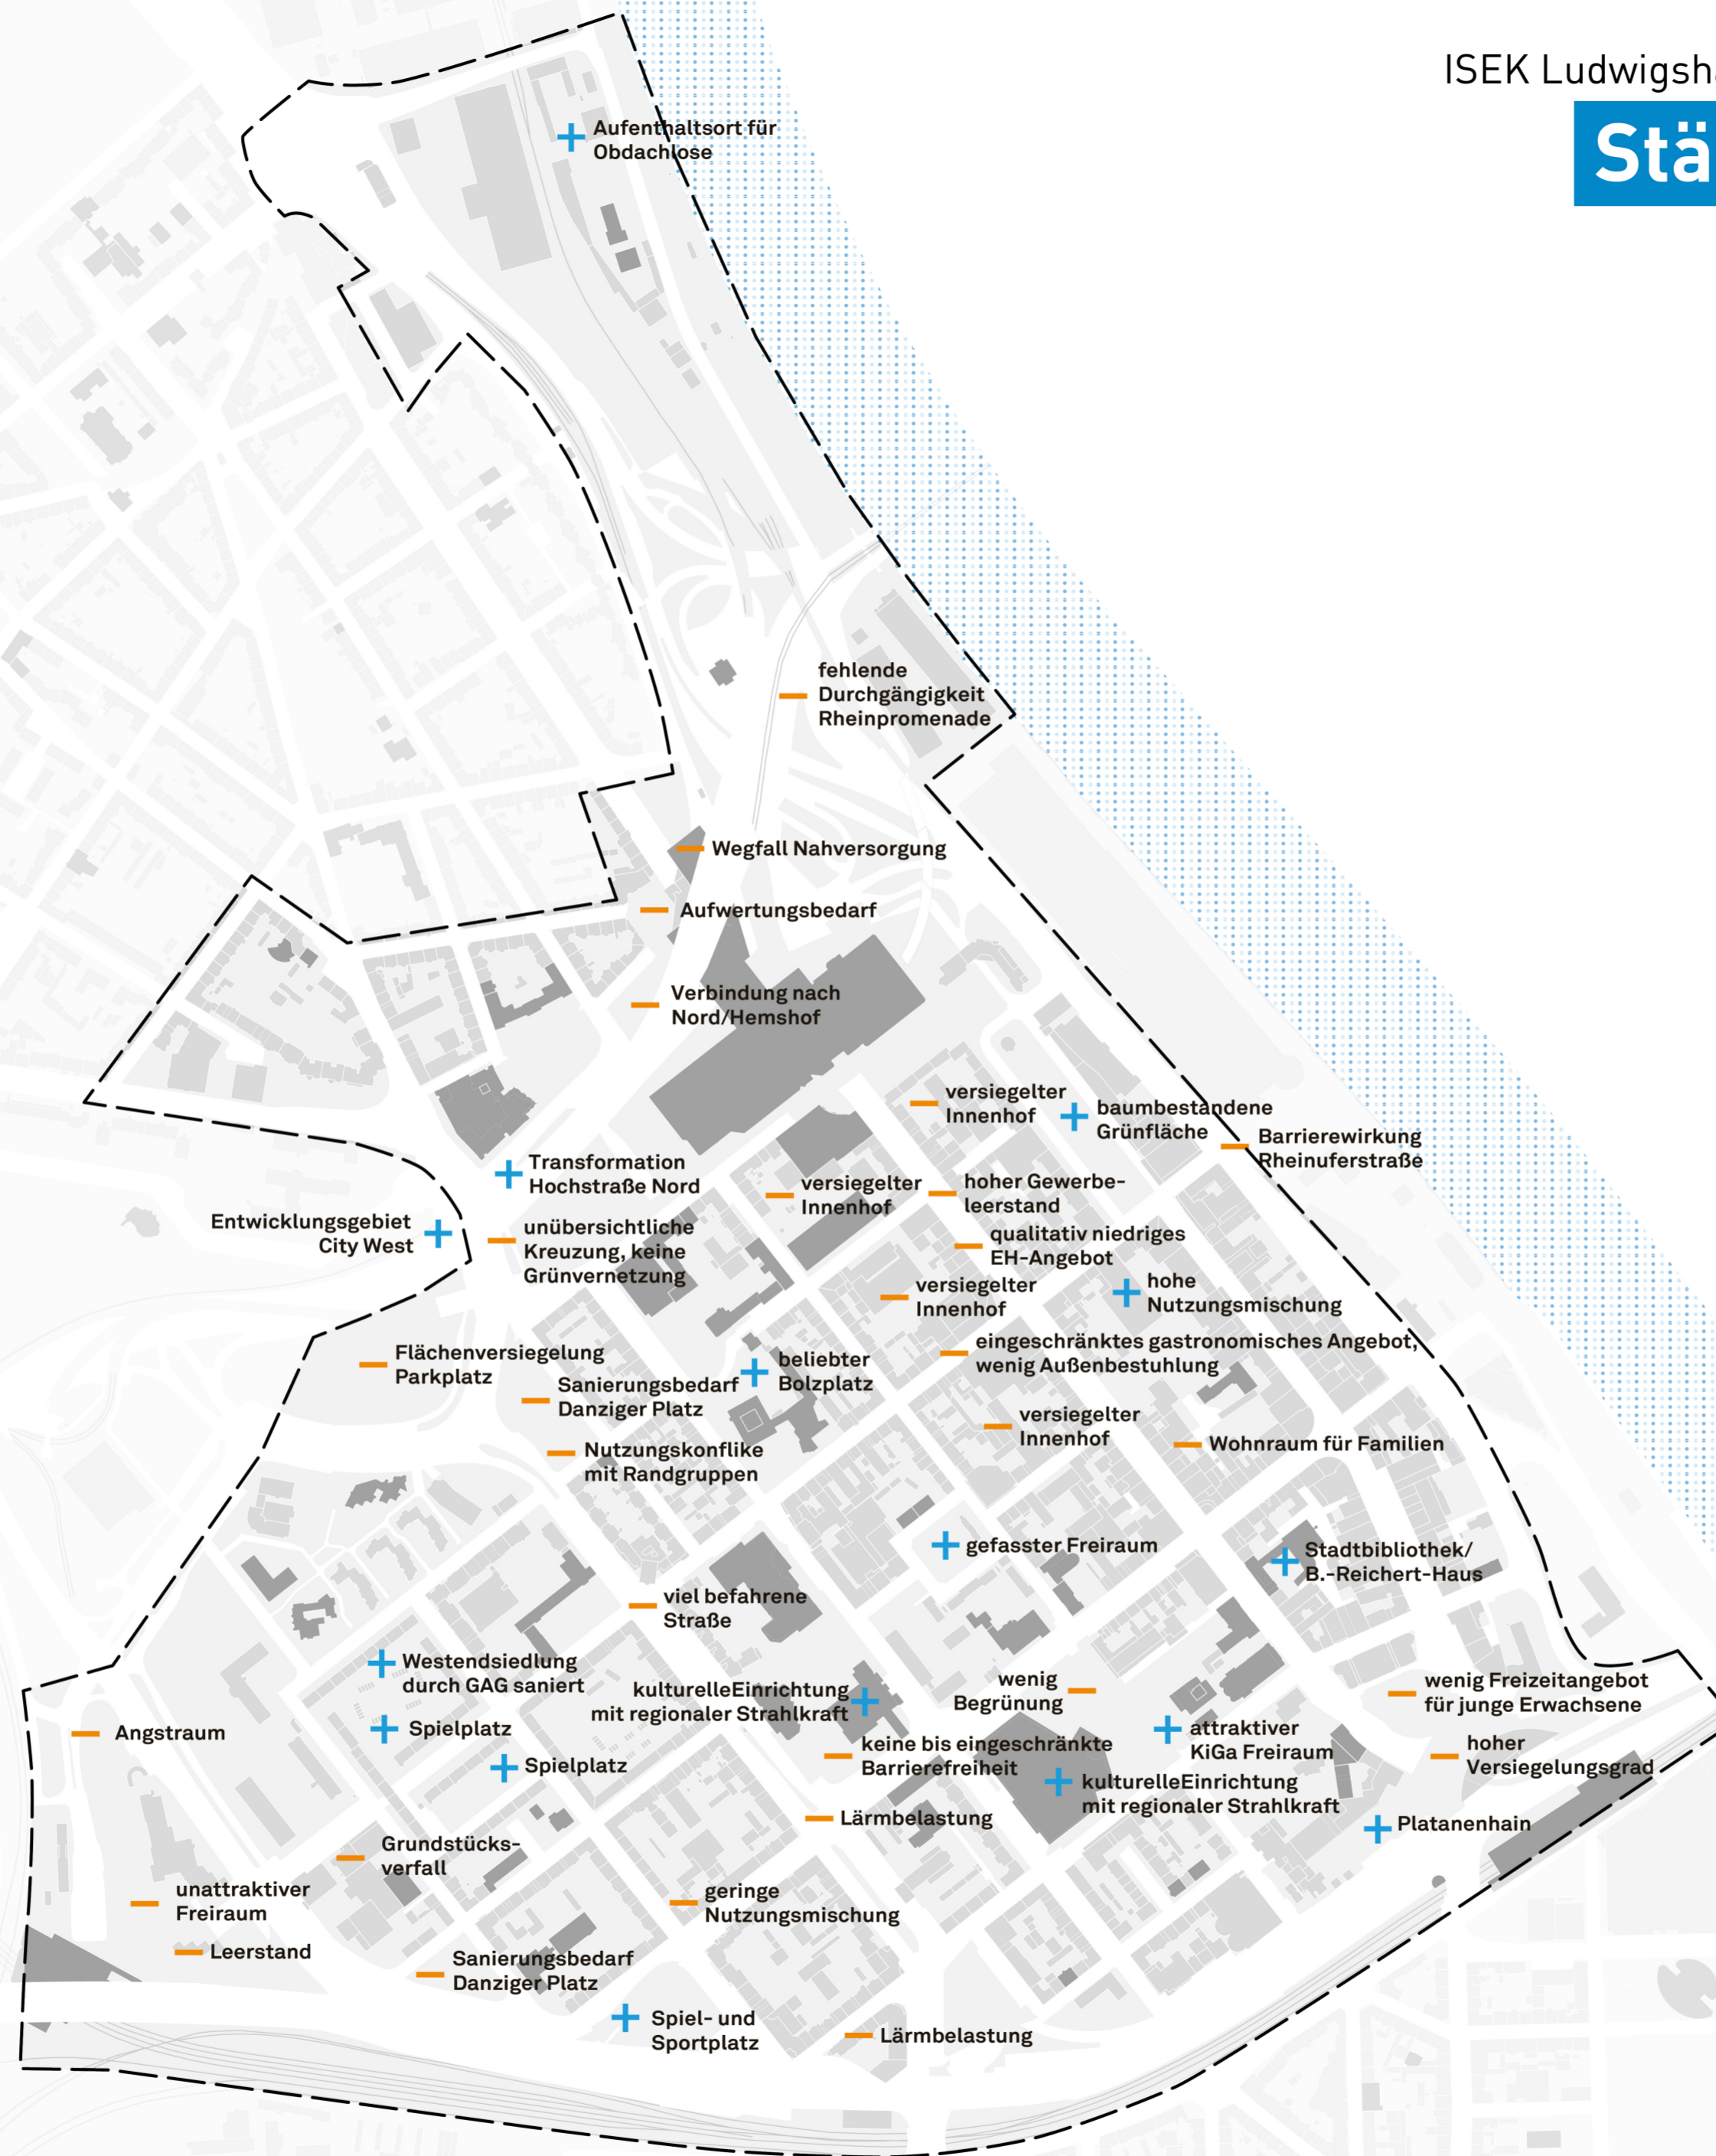 ISEK Ludwigsha
Stä
Aufenthaltsort für
Obdachlose
fehlende
Durchgängigkeit
Rheinpromenade
Wegfall Nahversorgung
Aufwertungsbedarf
Verbindung nach
Nord/Hemshof
versiegelter
Innenhof
baumbestandene
Grünfläche
Barrierewirkung
Rheinuferstraße
Transformation
Hochstraße Nord
versiegelter
Innenhof
hoher Gewerbe-
leerstand
Entwicklungsgebiet
City West
unübersichtliche
Kreuzung, keine
Grünvernetzung
qualitativ niedriges
EH-Angebot
versiegelter
Innenhof
hohe
Nutzungsmischung
eingeschränktes gastronomisches Angebot,
wenig Außenbestuhlung
Flächenversiegelung
Parkplatz
beliebter
Bolzplatz
Sanierungsbedarf
Danziger Platz
versiegelter
Innenhof
Wohnraum für Familien
Nutzungskonflike
mit Randgruppen
gefasster Freiraum
Stadtbibliothek/
B.-Reichert-Haus
viel befahrene
Straße
Westendsiedlung
durch GAG saniert
kulturelleEinrichtung
mit regionaler Strahlkraft
wenig
Begrünung
wenig Freizeitangebot
für junge Erwachsene
Angstraum
Spielplatz
attraktiver
KiGa Freiraum
keine bis eingeschränkte
Barrierefreiheit
hoher
Versiegelungsgrad
Spielplatz
kulturelleEinrichtung
mit regionaler Strahlkraft
Lärmbelastung
Platanenhain
Grundstücks-
verfall
unattraktiver
Freiraum
geringe
Nutzungsmischung
Leerstand
Sanierungsbedarf
Danziger Platz
Spiel- und
Sportplatz
Lärmbelastung